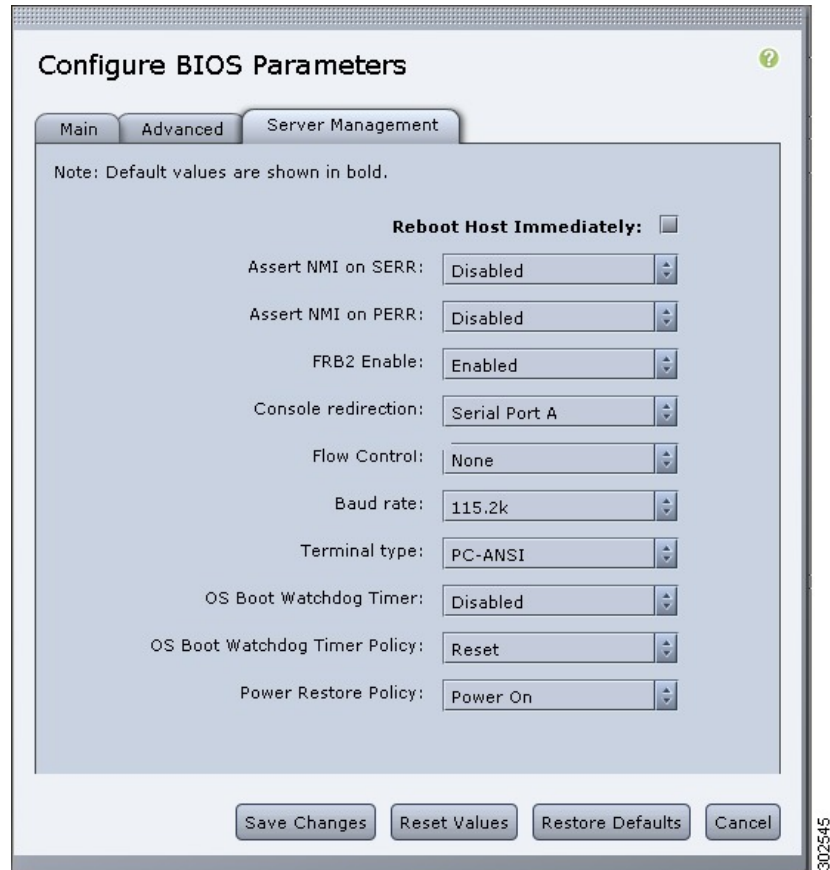 Configure BIOS Parameters
?
Main Advanced Server Management
Note: Default values are shown in bold.
Reboot Host Immediately:
Assert NMI on SERR: Disabled
Assert NMI on PERR: Disabled
FRB2 Enable: Enabled
Console redirection: Serial Port A
Flow Control: None
Baud rate: 115.2k
Terminal type: PC-ANSI
OS Boot Watchdog Timer: Disabled
OS Boot Watchdog Timer Policy: Reset
Power Restore Policy: Power On
Save Changes Reset Values Restore Defaults Cancel
302545